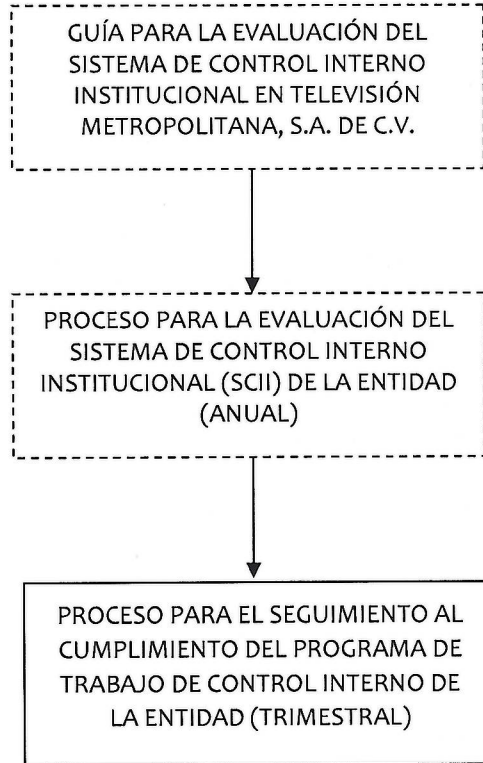 GUÍA PARA LA EVALUACIÓN DEL
SISTEMA DE CONTROL INTERNO
INSTITUCIONAL EN TELEVISIÓN
METROPOLITANA, S.A. DE C.V.
PROCESO PARA LA EVALUACIÓN DEL
SISTEMA DE CONTROL INTERNO
INSTITUCIONAL (SCII) DE LA ENTIDAD
(ANUAL)
PROCESO PARA EL SEGUIMIENTO AL
CUMPLIMIENTO DEL PROGRAMA DE
TRABAJO DE CONTROL INTERNO DE
LA ENTIDAD (TRIMESTRAL)